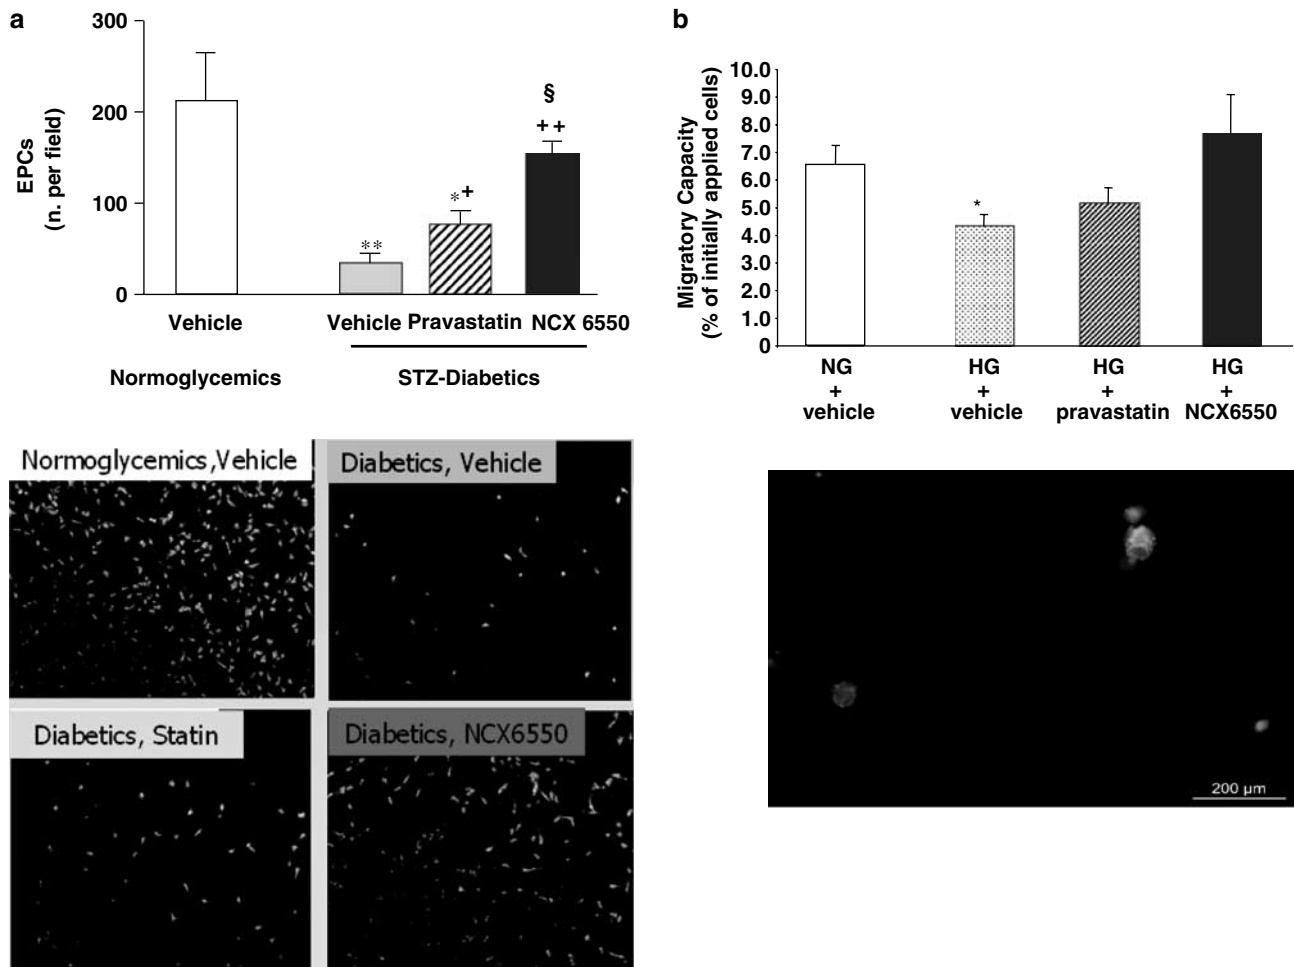 a
300
200
100
0
EPCs
(n. per field)
**
*+
§
++
Vehicle
Vehicle Pravastatin NCX 6550
Normoglycemics
STZ-Diabetics
Normoglycemics,Vehicle
Diabetics, Vehicle
Diabetics, Statin
Diabetics, NCX6550
b
10.0
9.0
8.0
7.0
6.0
5.0
4.0
3.0
2.0
1.0
0
Migratory Capacity
(% of initially applied cells)
*
NG
+
vehicle
HG
+
vehicle
HG
+
pravastatin
HG
+
NCX6550
200 µm